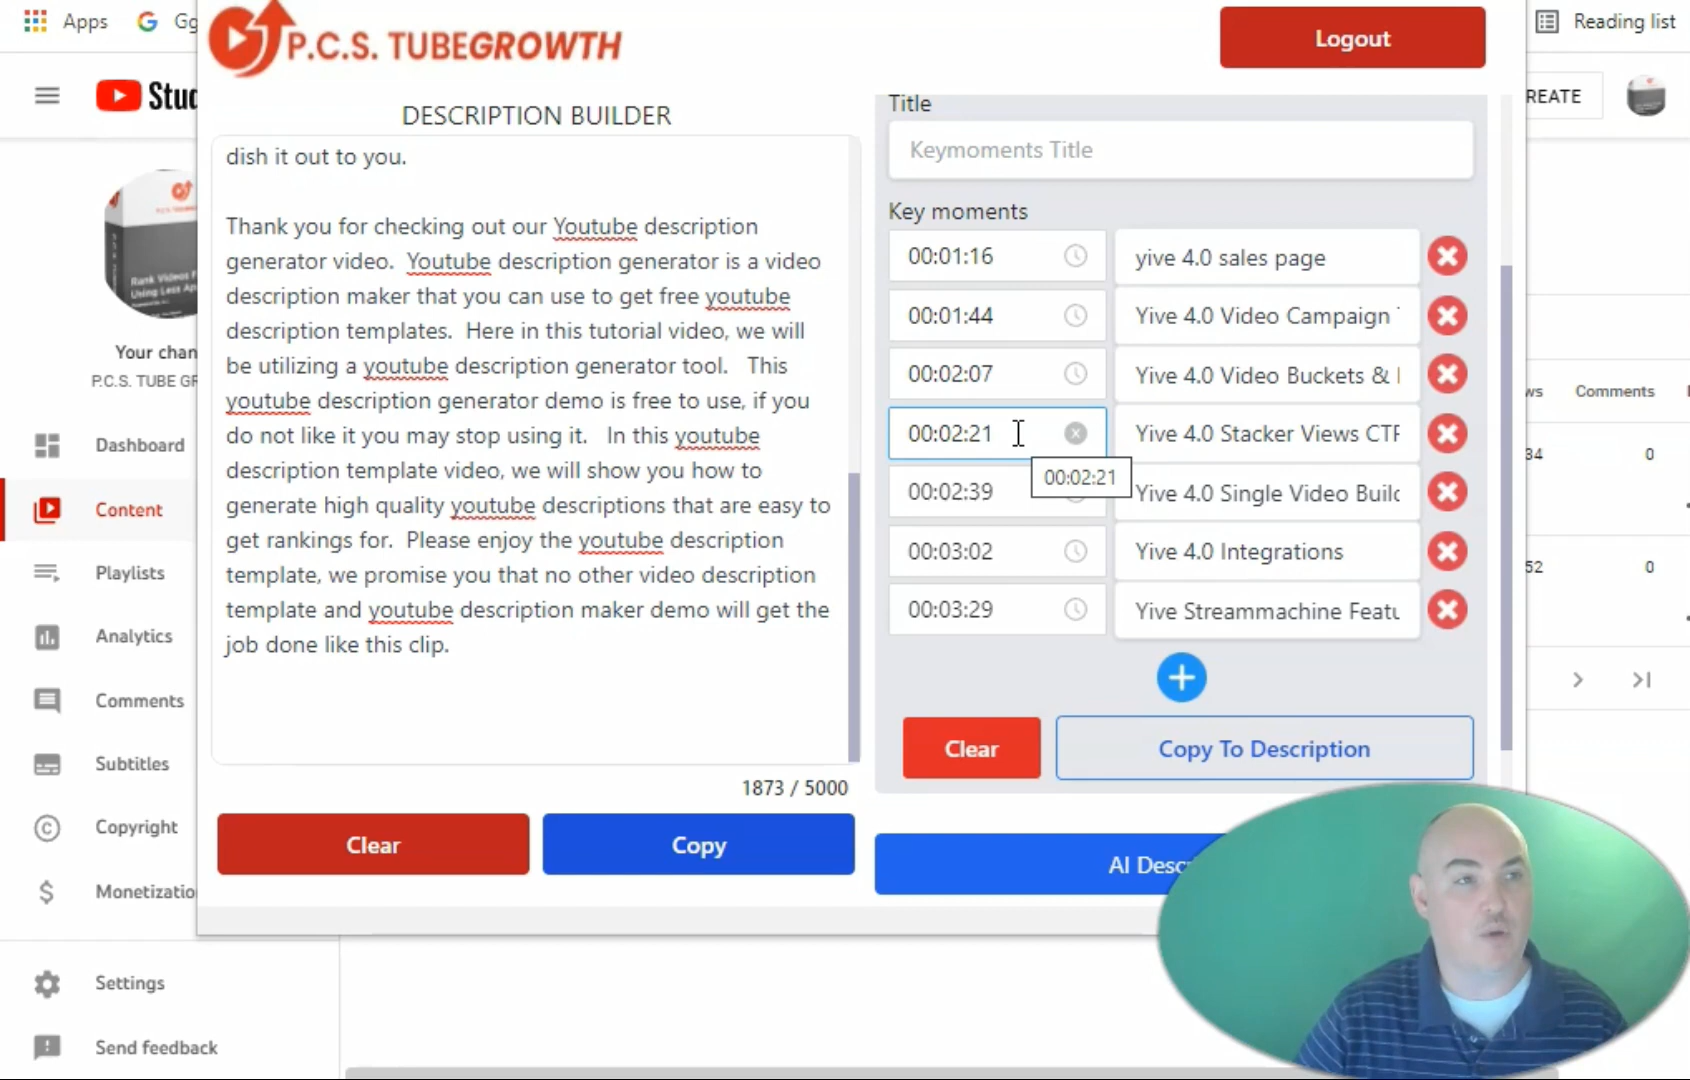 Apps
Reading list
P.C.S. TUBEGROWTH
Logout
DESCRIPTION BUILDER
dish it out to you.
Thank you for checking out our Youtube description
generator video. Youtube description generator is a video
description maker that you can use to get free youtube
description templates. Here in this tutorial video, we will
be utilizing a youtube description generator tool. This
youtube description generator demo is free to use, if you
do not like it you may stop using it. In this youtube
description template video, we will show you how to
generate high quality youtube descriptions that are easy to
get rankings for. Please enjoy the youtube description
template, we promise you that no other video description
template and youtube description maker demo will get the
job done like this clip.
1873 / 5000
Clear
Copy
Title
Keymoments Title
Key moments
00:01:16 yive 4.0 sales page
00:01:44 Yive 4.0 Video Campaign
00:02:07 Yive 4.0 Video Buckets &
00:02:21 Yive 4.0 Stacker Views CTR
00:02:21
00:02:39 Yive 4.0 Single Video Builc
00:03:02 Yive 4.0 Integrations
00:03:29 Yive Streammachine Featu
Clear
Copy To Description
AI Desc
Stud
REATE
Your chan
P.C.S. TUBE GR
Dashboard
Content
Playlists
Analytics
Comments
Subtitles
Copyright
Monetizatio
Settings
Send feedback
ws
Comments
34
0
52
0